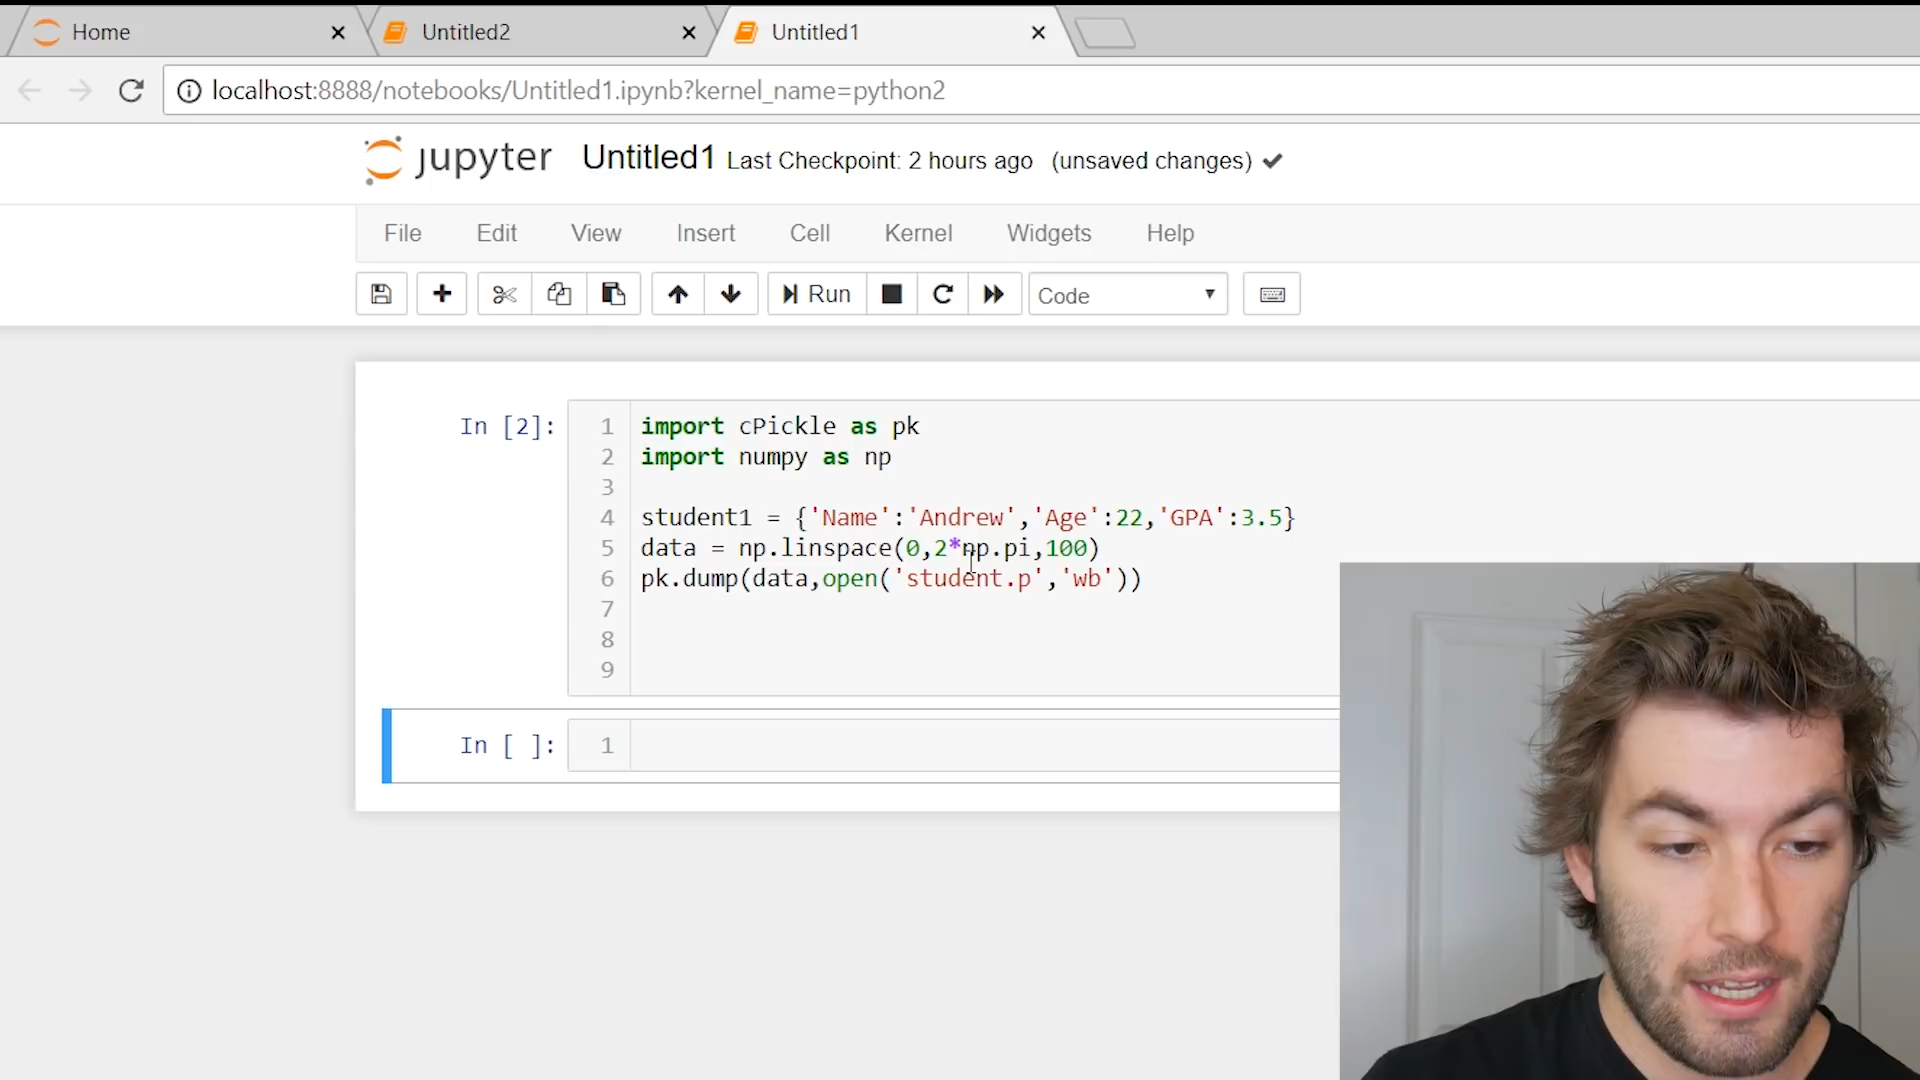 Home
Untitled2
Untitled1
localhost:8888/notebooks/Untitled1.ipynb?kernel_name=python2
jupyter Untitled1 Last Checkpoint: 2 hours ago (unsaved changes)
File Edit View Insert Cell Kernel Widgets Help
Run Code
In [2]:
1 import cPickle as pk
2 import numpy as np
3
4 student1 = {'Name':'Andrew','Age':22,'GPA':3.5}
5 data = np.linspace(0,2*np.pi,100)
6 pk.dump(data,open('student.p','wb'))
7
8
9
In [ ]: 1